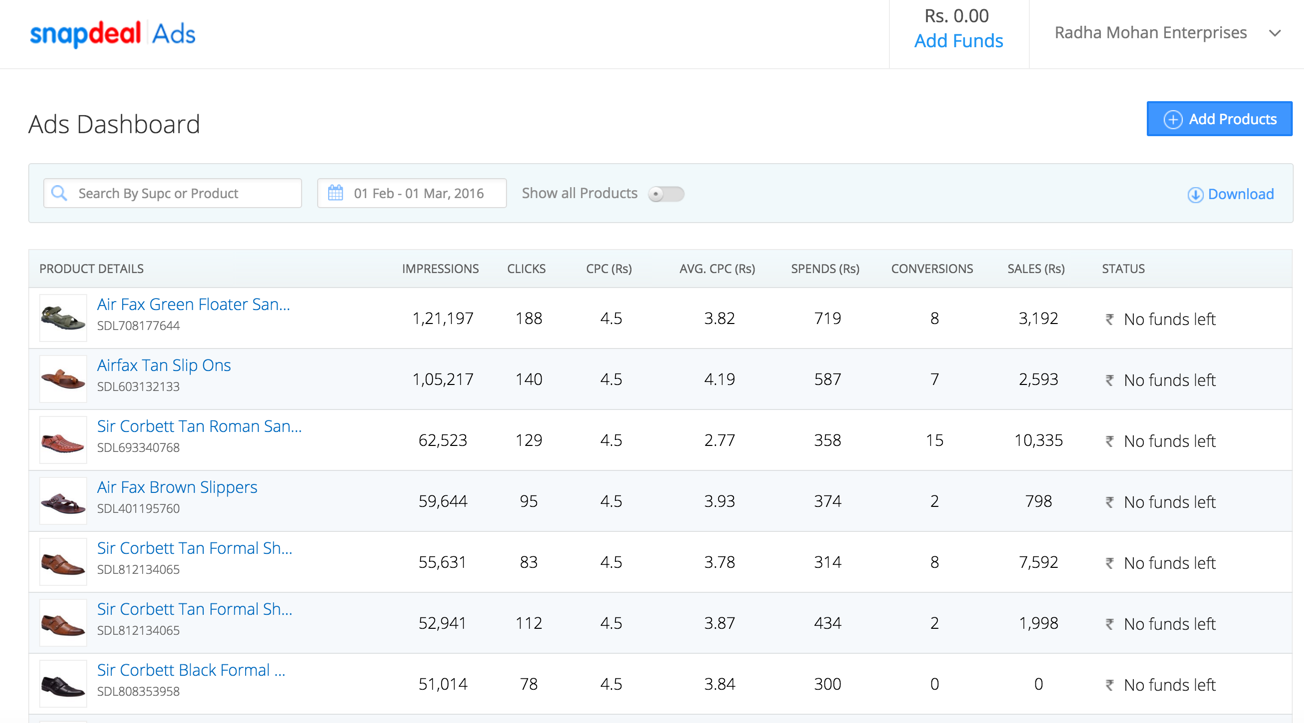 snapdeal Ads
Rs. 0.00
Add Funds
Radha Mohan Enterprises
Ads Dashboard
Add Products
Search By Supc or Product
01 Feb - 01 Mar, 2016
Show all Products
Download
PRODUCT DETAILS IMPRESSIONS CLICKS CPC (Rs) AVG. CPC (Rs) SPENDS (Rs) CONVERSIONS SALES (Rs) STATUS
Air Fax Green Floater San...
SDL708177644
1,21,197 188 4.5 3.82 719 8 3,192 ₹ No funds left
Airfax Tan Slip Ons
SDL603132133
1,05,217 140 4.5 4.19 587 7 2,593 ₹ No funds left
Sir Corbett Tan Roman San...
SDL693340768
62,523 129 4.5 2.77 358 15 10,335 ₹ No funds left
Air Fax Brown Slippers
SDL401195760
59,644 95 4.5 3.93 374 2 798 ₹ No funds left
Sir Corbett Tan Formal Sh...
SDL812134065
55,631 83 4.5 3.78 314 8 7,592 ₹ No funds left
Sir Corbett Tan Formal Sh...
SDL812134065
52,941 112 4.5 3.87 434 2 1,998 ₹ No funds left
Sir Corbett Black Formal ...
SDL808353958
51,014 78 4.5 3.84 300 0 0 ₹ No funds left